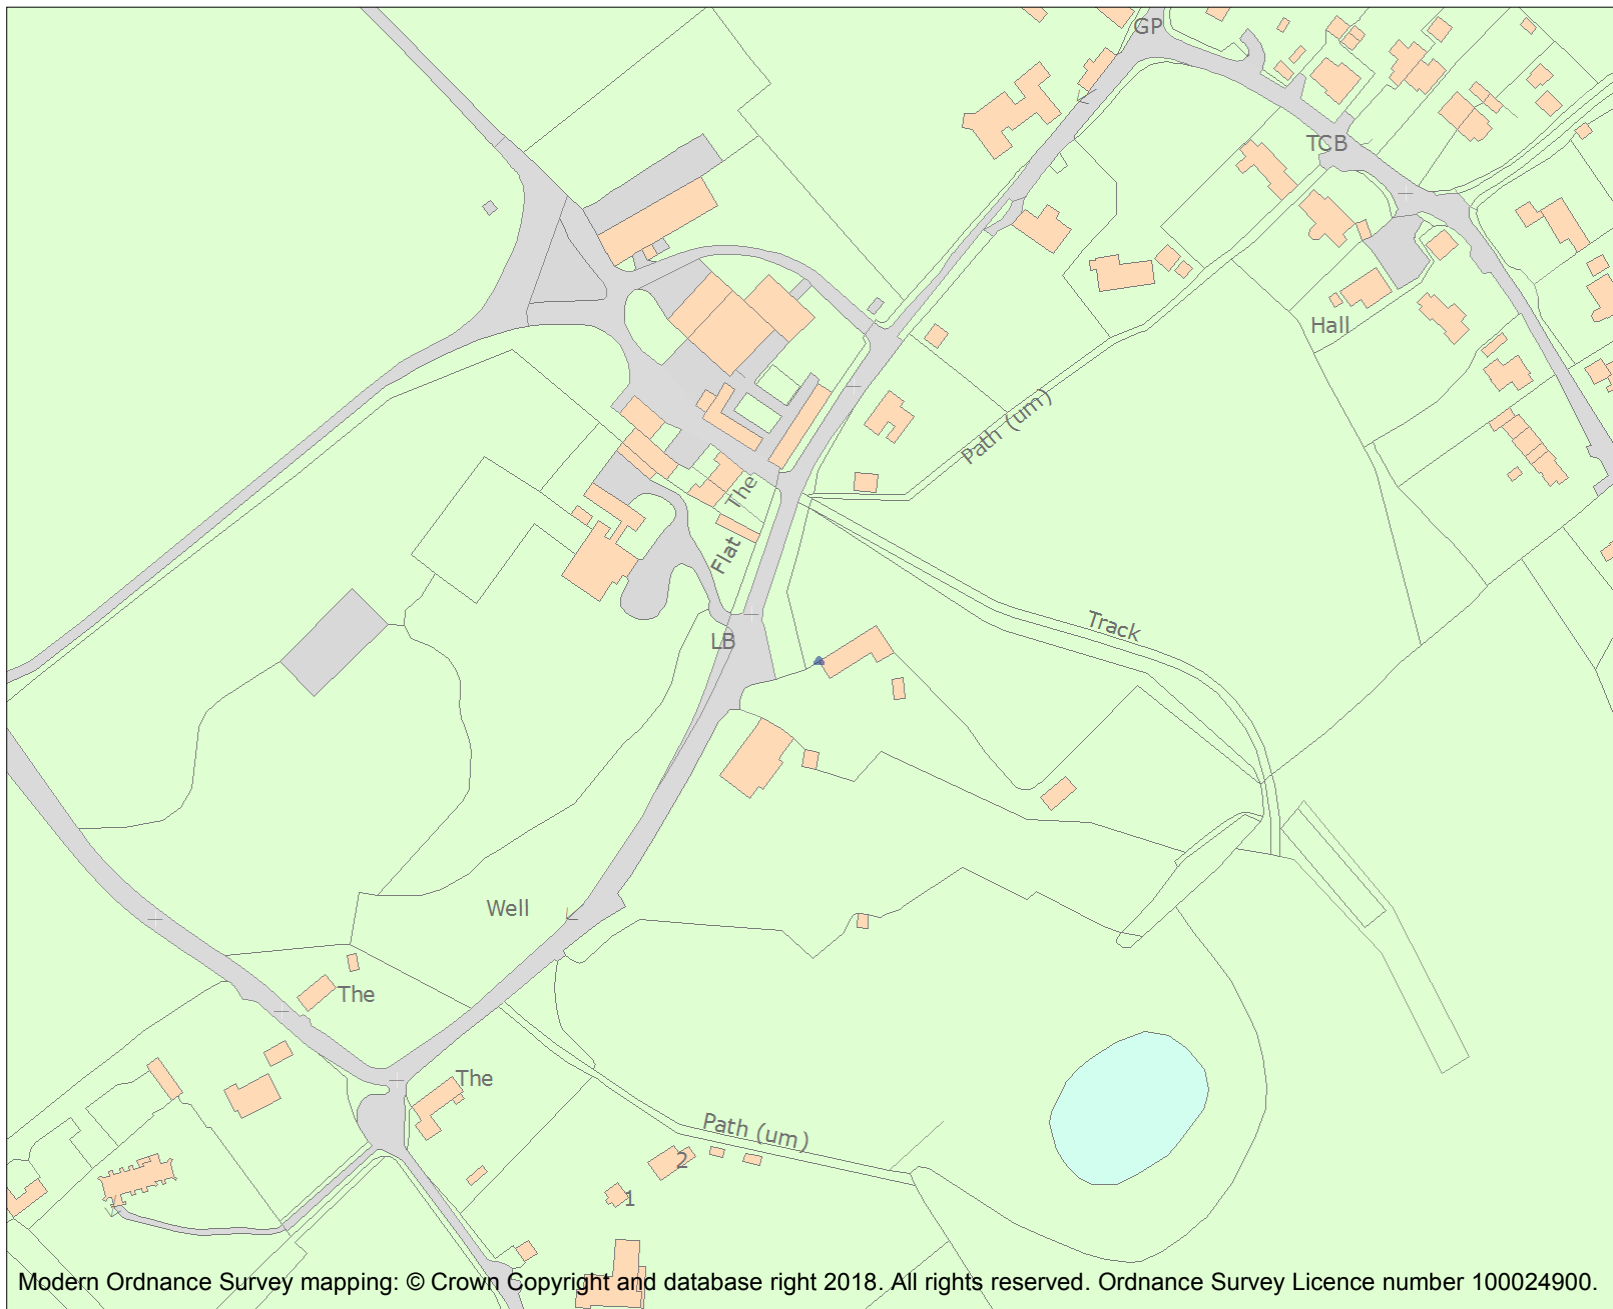 GP
TCB
Hall
Path (um)
The
Flat
Track
LB
Well
The
The
Path (um)
2
1
Modern Ordnance Survey mapping: © Crown Copyright and database right 2018. All rights reserved. Ordnance Survey Licence number 100024900.